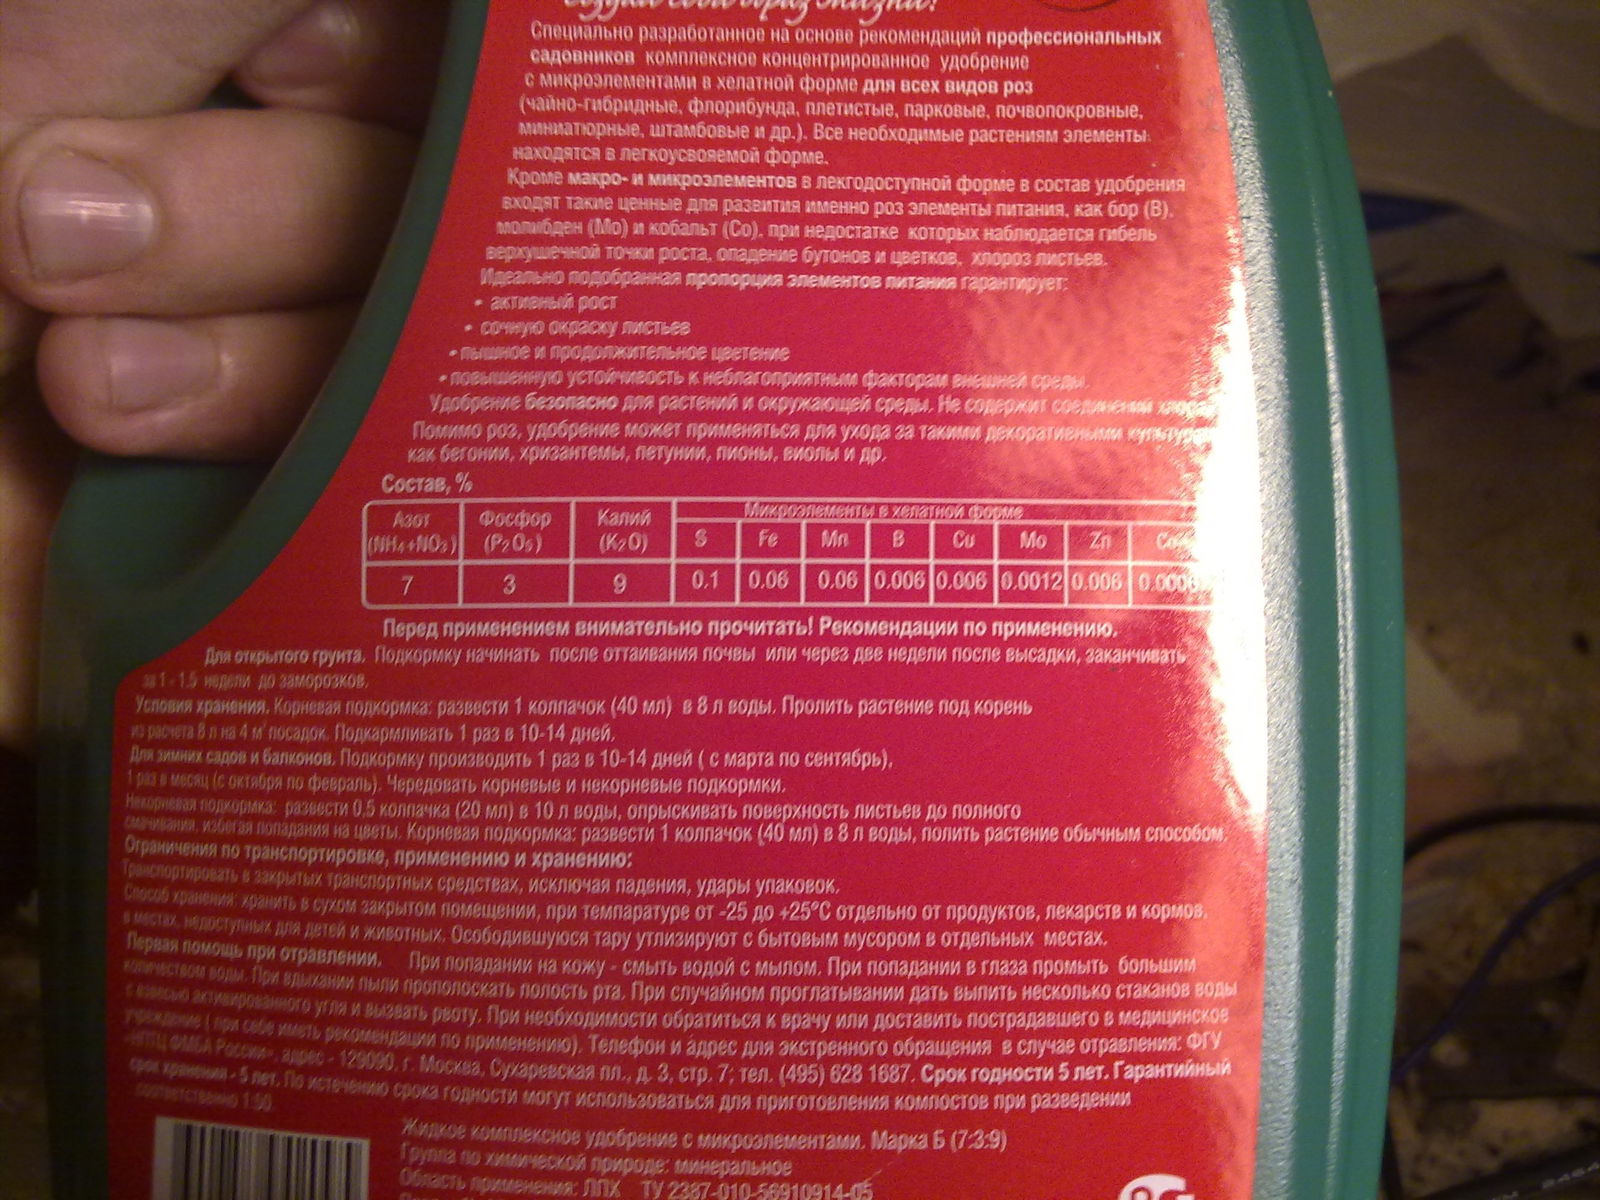 Специально разработанное на основе рекомендаций профессиональных
садовников комплексное концентрированное удобрение
с микроэлементами в хелатной форме для всех видов роз
(чайно-гибридные, флорибунда, плетистые, парковые, почвопокровные,
миниатюрные, штамбовые и др.). Все необходимые растениям элементы
находятся в легкоусвояемой форме.
Кроме макро- и микроэлементов в лекгодоступной форме в состав удобрения
входят такие ценные для развития именно роз элементы питания, как бор (В),
молибден (Мо) и кобальт (Со), при недостатке которых наблюдается гибель
верхушечной точки роста, опадение бутонов и цветков, хлороз листьев.
Идеально подобранная пропорция элементов питания гарантирует:
• активный рост
• сочную окраску листьев
• пышное и продолжительное цветение
• повышенную устойчивость к неблагоприятным факторам внешней среды.
Удобрение безопасно для растений и окружающей среды. Не содержит соединений
Помимо роз, удобрение может применяться для ухода за такими декоративными
как бегонии, хризантемы, петунии, пионы, виолы и др.
Состав, %
Азот Фосфор Калий Микроэлементы в хелатной форме
(NH4+NO3) (P2O5) (K2O) S Fe Mn B Cu Mo Zn Co
7 3 9 0.1 0.06 0.06 0.006 0.006 0.0012 0.006
Перед применением внимательно прочитать! Рекомендации по применению.
Для открытого грунта. Подкормку начинать после оттаивания почвы или через две недели после высадки, заканчивать
за 1 - 1.5 недели до заморозков.
Условия хранения. Корневая подкормка: развести 1 колпачок (40 мл) в 8 л воды. Пролить растение под корень
из расчета 8 л на 4 м² посадок. Подкармливать 1 раз в 10-14 дней.
Для зимних садов и балконов. Подкормку производить 1 раз в 10-14 дней ( с марта по сентябрь),
1 раз в месяц (с октября по февраль). Чередовать корневые и некорневые подкормки.
Некорневая подкормка: развести 0,5 колпачка (20 мл) в 10 л воды, опрыскивать поверхность листьев до полного
смачивания, избегая попадания на цветы. Корневая подкормка: развести 1 колпачок (40 мл) в 8 л воды, полить растение обычным способом.
Ограничения по транспортировке, применению и хранению:
Транспортировать в закрытых транспортных средствах, исключая падения, удары упаковок.
Способ хранения: хранить в сухом закрытом помещении, при темпаратуре от -25 до +25°С отдельно от продуктов, лекарств и кормов,
в местах, недоступных для детей и животных. Осободившуюся тару утлизируют с бытовым мусором в отдельных местах.
Первая помощь при отравлении. При попадании на кожу - смыть водой с мылом. При попадании в глаза промыть большим
количеством воды. При вдыхании пыли прополоскать полость рта. При случайном проглатывании дать выпить несколько стаканов воды
с взвесью активированного угля и вызвать рвоту. При необходимости обратиться к врачу или доставить пострадавшего в медицинское
учреждение ( при себе иметь рекомендации по применению). Телефон и адрес для экстренного обращения в случае отравления: ФГУ
«НПТЦ ФМБА России», адрес - 129090, г. Москва, Сухаревская пл., д. 3, стр. 7; тел. (495) 628 1687. Срок годности 5 лет. Гарантийный
срок хранения - 5 лет. По истечению срока годности могут использоваться для приготовления компостов при разведении
соответственно 1:50
Жидкое комплексное удобрение с микроэлементами. Марка Б (7:3:9)
Группа по химической природе: минеральное
Область применения: ЛПХ ТУ 2387-010-56910914-05